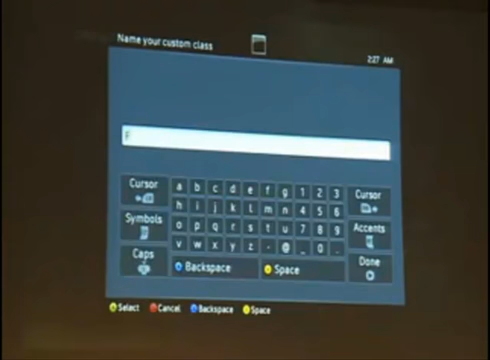 Name your custom class
2:27 AM
F
Cursor a b c d e f g 1 2 3 Cursor
h i j k l m n 4 5 6
Symbols o p q r s t u 7 8 9 Accents
v w x y z - @ _ 0 .
Caps Backspace Space Done
Select Cancel Backspace Space